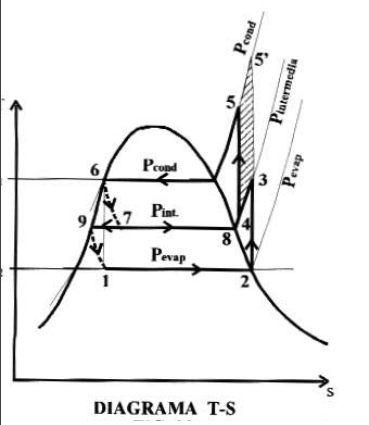 Pcond
5'
Pintermedia
5
Pevap
6
Pcond
3
9
7
Pint.
4
8
Pevap
1
2
S
DIAGRAMA T-S